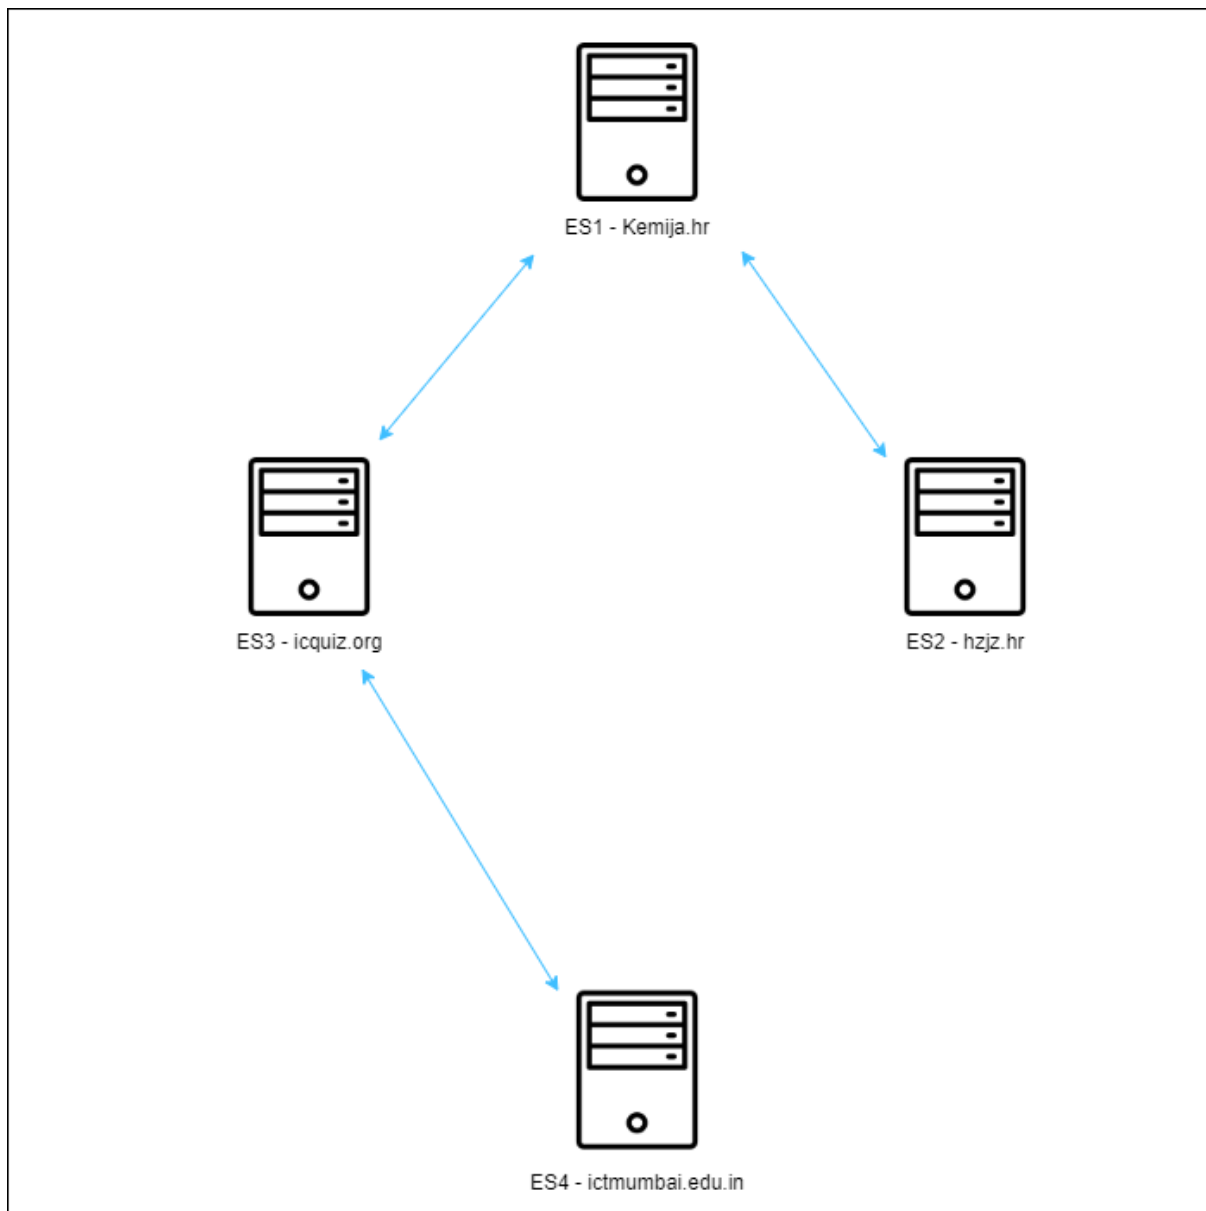 ES1 - Kemija.hr
ES3 - icquiz.org
ES2 - hzjz.hr
ES4 - ictmumbai.edu.in